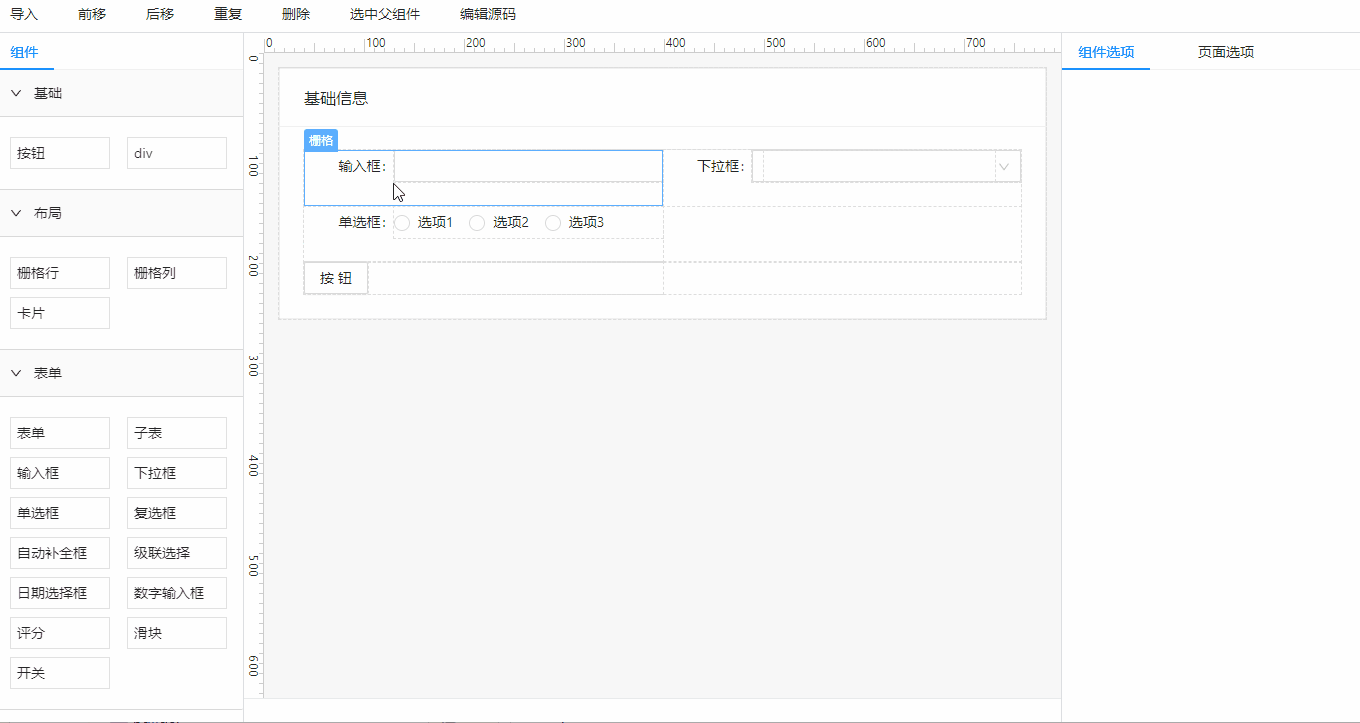 导入 前移 后移 重复 删除 选中父组件 编辑源码
组件
基础
按钮 div
布局
栅格行 栅格列
卡片
表单
表单 子表
输入框 下拉框
单选框 复选框
自动补全框 级联选择
日期选择框 数字输入框
评分 滑块
开关
0 100 200 300 400 500 600 700
0
100
200
300
400
500
600
基础信息
栅格
输入框: 下拉框:
单选框: 选项1 选项2 选项3
按 钮
组件选项 页面选项